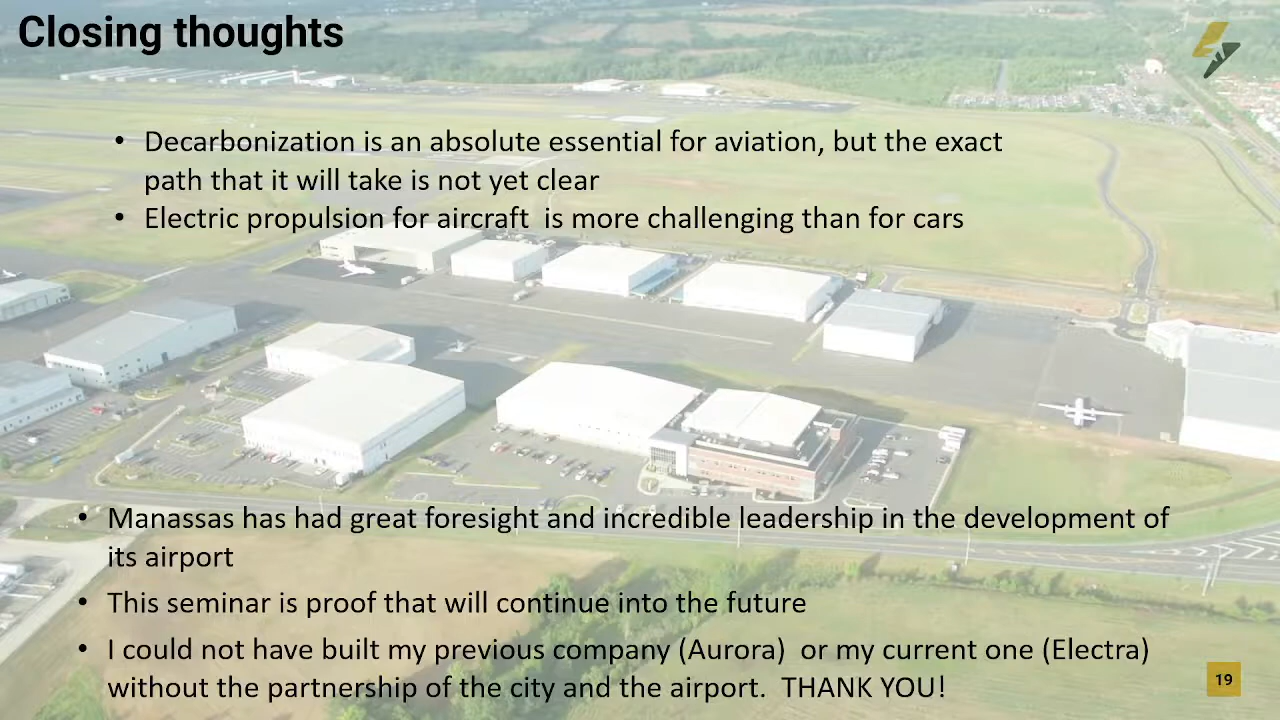 Closing thoughts
• Decarbonization is an absolute essential for aviation, but the exact
path that it will take is not yet clear
• Electric propulsion for aircraft  is more challenging than for cars
• Manassas has had great foresight and incredible leadership in the development of
its airport
• This seminar is proof that will continue into the future
• I could not have built my previous company (Aurora)  or my current one (Electra)
without the partnership of the city and the airport.  THANK YOU!
19